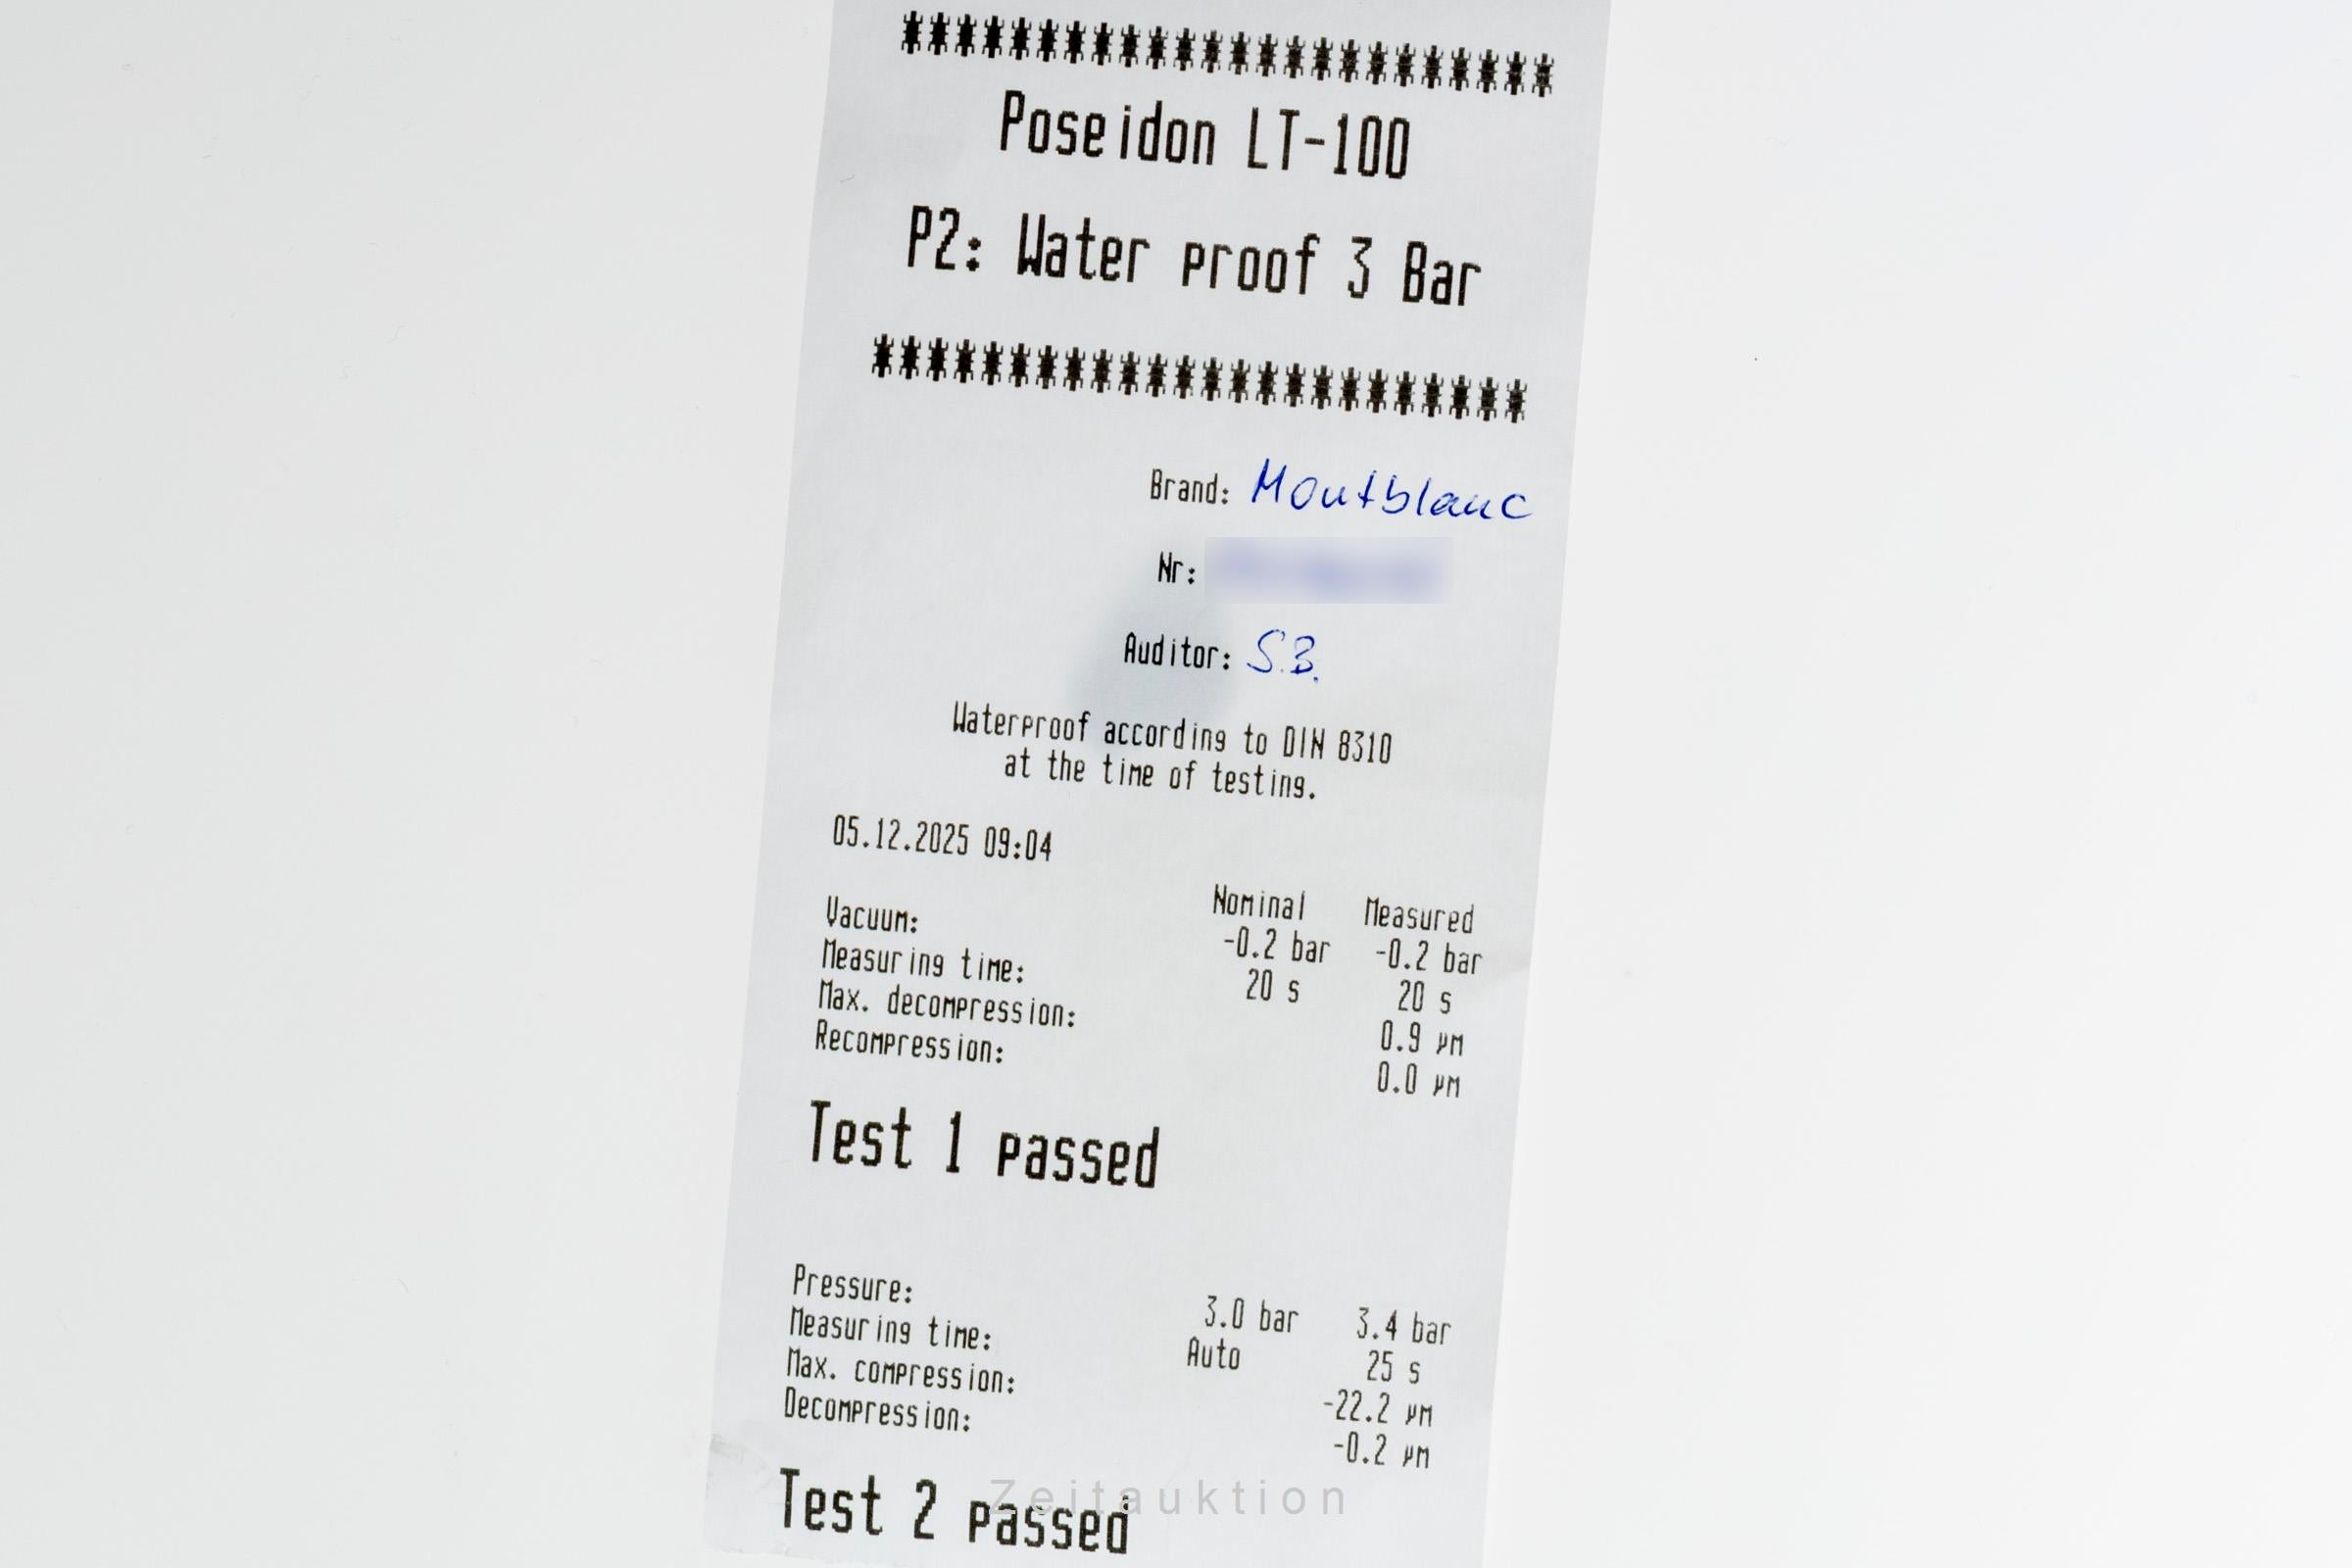 ************************
Poseidon LT-100
P2: Water proof 3 Bar
************************
Brand: Montblanc
Nr:
Auditor: S.B.
Waterproof according to DIN 8310
at the time of testing.
05.12.2025 09:04
Nominal Measured
Vacuum: -0.2 bar -0.2 bar
Measuring time: 20 s 20 s
Max. decompression: 0.9 µm
Recompression: 0.0 µm
Test 1 passed
Pressure: 3.0 bar 3.4 bar
Measuring time: Auto 25 s
Max. compression: -22.2 µm
Decompression: -0.2 µm
Test 2 passed
Zeitauktion